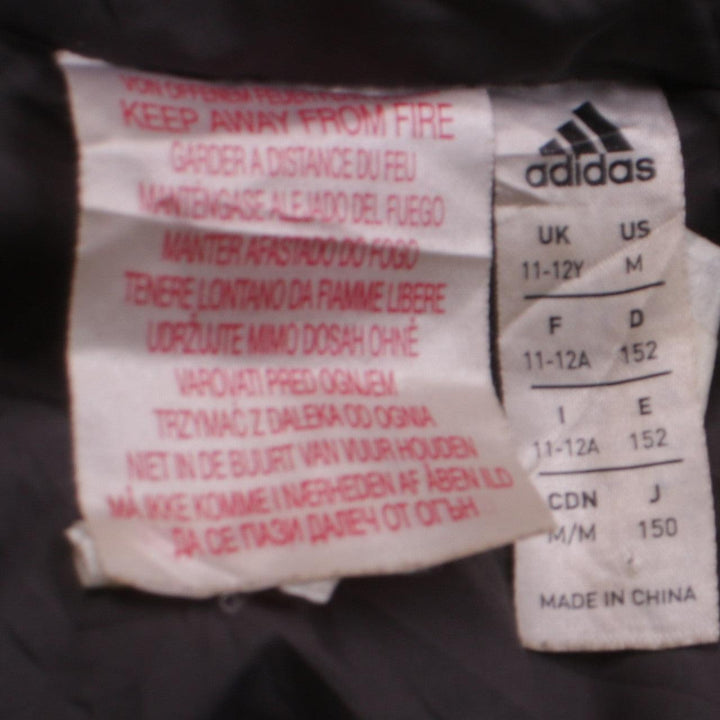 VON OFFENEM FEUER
KEEP AWAY FROM FIRE
GARDER A DISTANCE DU FEU
MANTENGASE ALEJADO DEL FUEGO
MANTER AFASTADO DO FOGO
TENERE LONTANO DA FIAMME LIBERE
UDRŽUJTE MIMO DOSAH OHNĚ
VAROVATI PRED OGNJEM
TRZYMAĆ Z DALEKA OD OGNIA
NIET IN DE BUURT VAN VUUR HOUDEN
MÅ IKKE KOMME I NÆRHEDEN AF ÅBEN ILD
ДА СЕ ПАЗИ ДАЛЕЧ ОТ ОГЪН
adidas
UK US
11-12Y M
F D
11-12A 152
I E
11-12A 152
CDN J
M/M 150
MADE IN CHINA